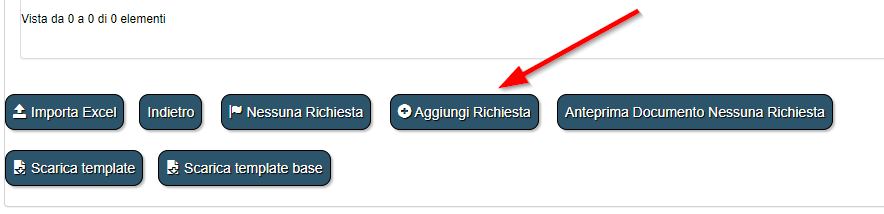 Vista da 0 a 0 di 0 elementi
Importa Excel Indietro Nessuna Richiesta Aggiungi Richiesta Anteprima Documento Nessuna Richiesta
Scarica template Scarica template base